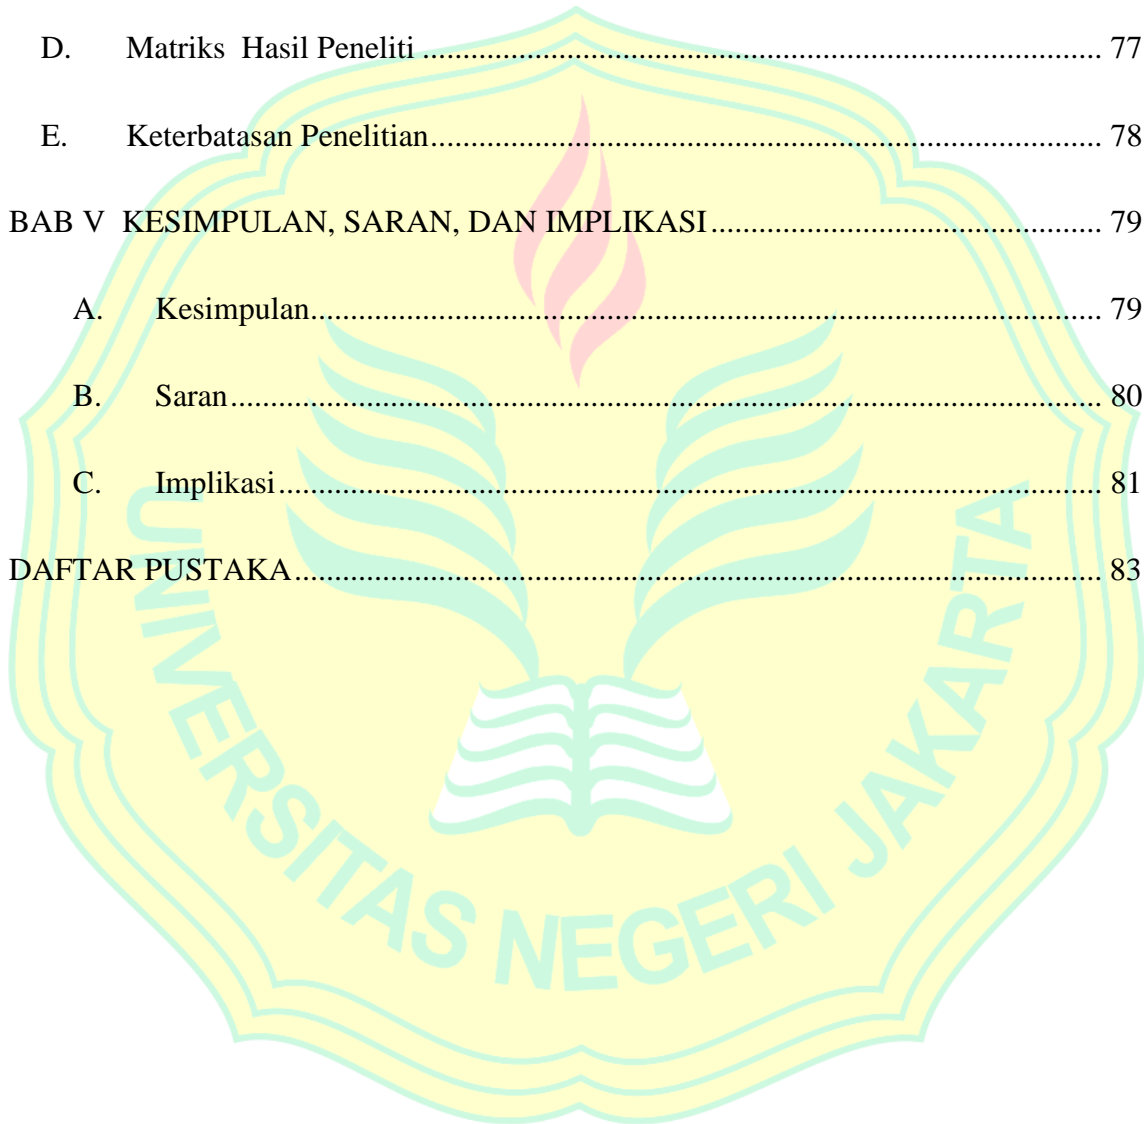 D. Matriks  Hasil Peneliti ........ 77
E. Keterbatasan Penelitian ........ 78
BAB V  KESIMPULAN, SARAN, DAN IMPLIKASI ........ 79
A. Kesimpulan ........ 79
B. Saran ........ 80
C. Implikasi ........ 81
DAFTAR PUSTAKA ........ 83
UNIVERSITAS NEGERI JAKARTA